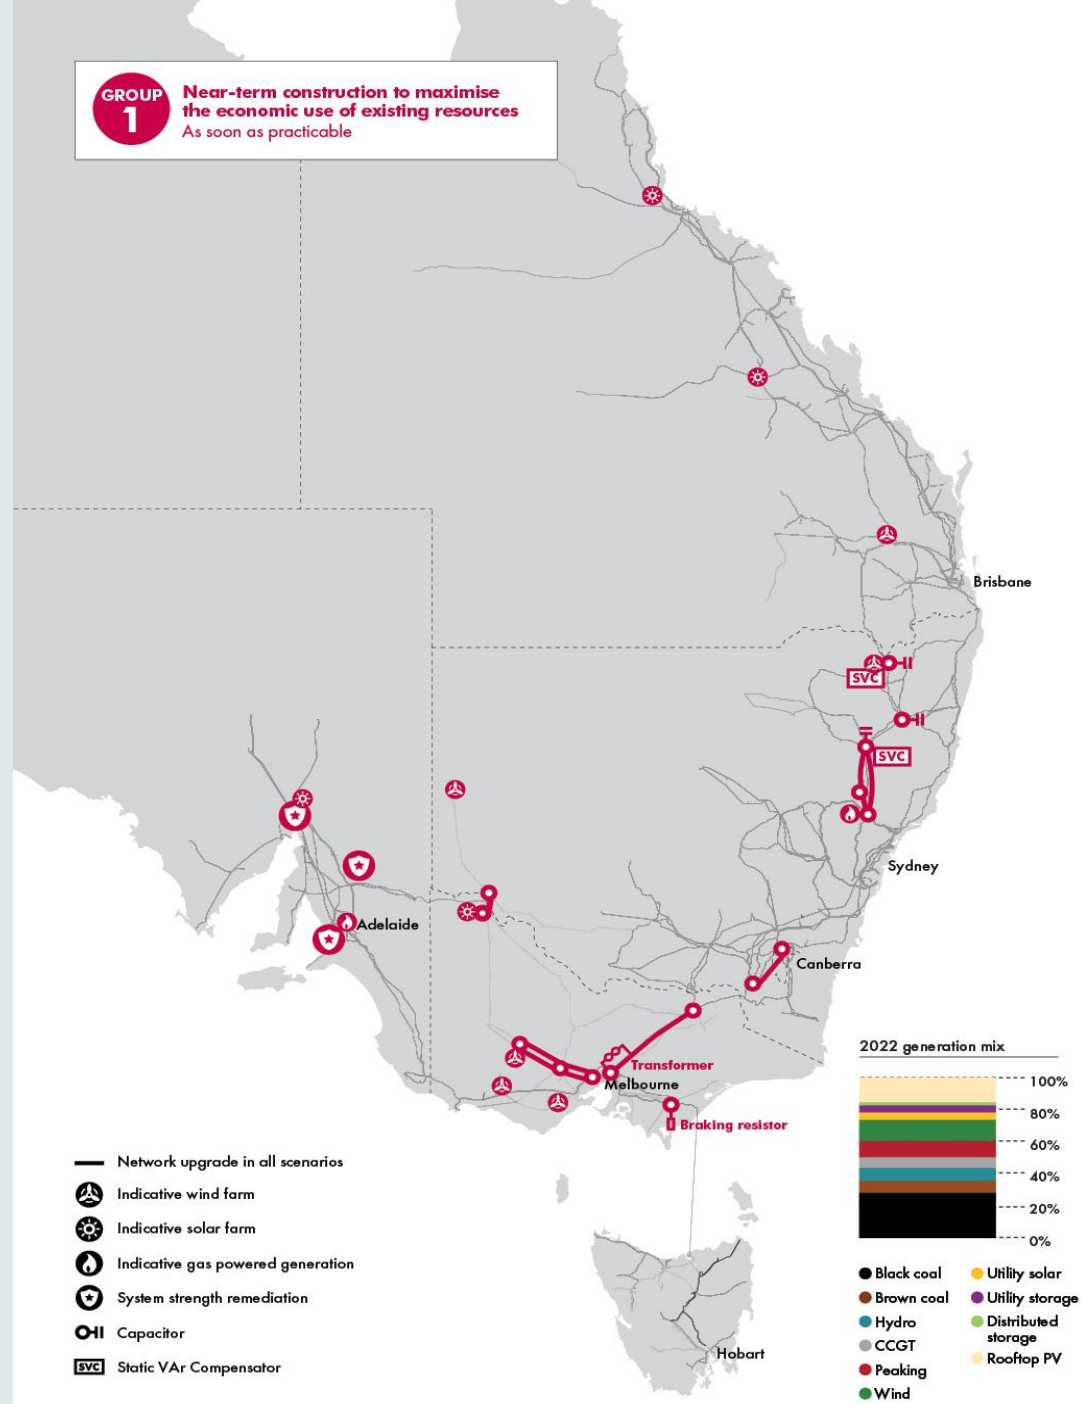 GROUP
1
Near-term construction to maximise
the economic use of existing resources
As soon as practicable
Brisbane
SVC
SVC
Sydney
Adelaide
Canberra
Transformer
Melbourne
Braking resistor
Hobart
Network upgrade in all scenarios
Indicative wind farm
Indicative solar farm
Indicative gas powered generation
System strength remediation
Capacitor
SVC Static VAr Compensator
2022 generation mix
100%
80%
60%
40%
20%
0%
Black coal
Brown coal
Hydro
CCGT
Peaking
Wind
Utility solar
Utility storage
Distributed
storage
Rooftop PV